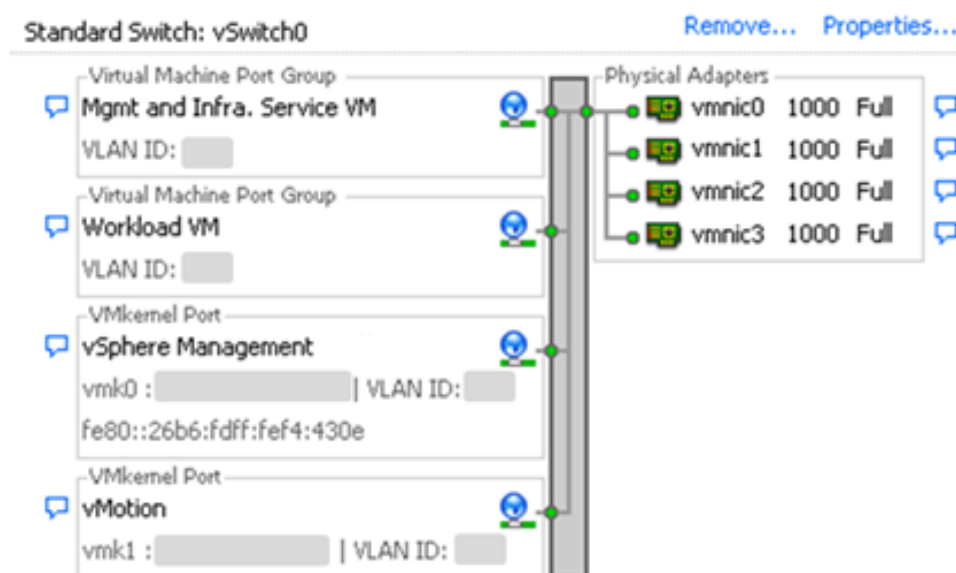 Standard Switch: vSwitch0
Remove... Properties...
Virtual Machine Port Group
Mgmt and Infra. Service VM
VLAN ID:
Virtual Machine Port Group
Workload VM
VLAN ID:
VMkernel Port
vSphere Management
vmk0 : | VLAN ID:
fe80::26b6:fdff:fef4:430e
VMkernel Port
vMotion
vmk1 : | VLAN ID:
Physical Adapters
vmnic0 1000 Full
vmnic1 1000 Full
vmnic2 1000 Full
vmnic3 1000 Full